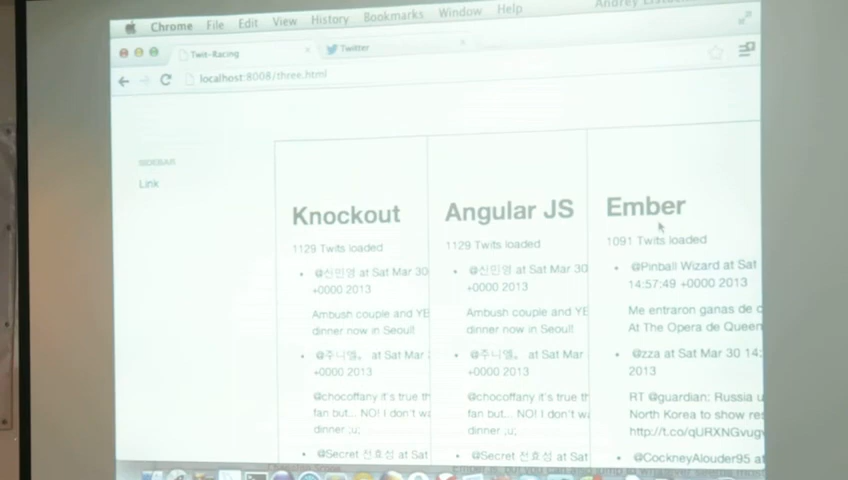 Chrome File Edit View History Bookmarks Window Help
Twit-Racing
Twitter
localhost:8008/three.html
SIDEBAR
Link
Knockout
1129 Twits loaded
@신민영 at Sat Mar 30
+0000 2013
Ambush couple and YE
dinner now in Seoul!
@주니엘。 at Sat Mar
+0000 2013
@chocoffany it's true th
fan but... NO! I don't wa
dinner ;u;
@Secret 전효성 at Sat
Angular JS
1129 Twits loaded
@신민영 at Sat Mar 30
+0000 2013
Ambush couple and YE
dinner now in Seoul!
@주니엘。 at Sat Mar
+0000 2013
@chocoffany it's true th
fan but... NO! I don't wa
dinner ;u;
@Secret 전효성 at Sat
Ember
1091 Twits loaded
@Pinball Wizard at Sat
14:57:49 +0000 2013
Me entraron ganas de c
At The Opera de Queen
@zza at Sat Mar 30 14:
2013
RT @guardian: Russia u
North Korea to show res
http://t.co/qURXNGvugv
@CockneyAlouder95 at